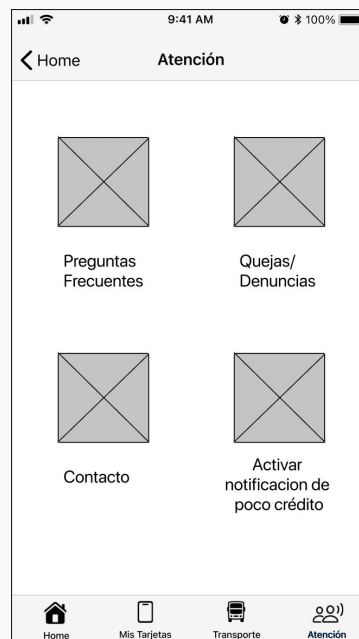 9:41 AM
100%
Home
Atención
Preguntas
Frecuentes
Quejas/
Denuncias
Contacto
Activar
notificacion de
poco crédito
Home
Mis Tarjetas
Transporte
Atención